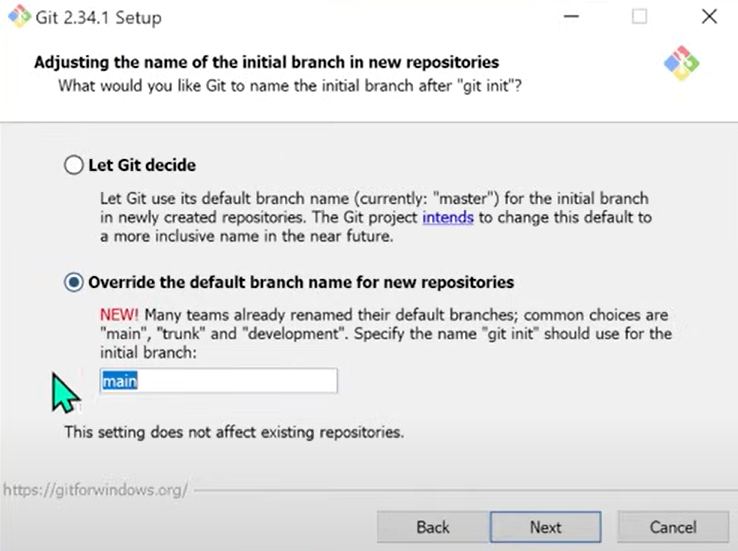 Git 2.34.1 Setup
Adjusting the name of the initial branch in new repositories
What would you like Git to name the initial branch after "git init"?
Let Git decide
Let Git use its default branch name (currently: "master") for the initial branch
in newly created repositories. The Git project intends to change this default to
a more inclusive name in the near future.
Override the default branch name for new repositories
NEW! Many teams already renamed their default branches; common choices are
"main", "trunk" and "development". Specify the name "git init" should use for the
initial branch:
main
This setting does not affect existing repositories.
https://gitforwindows.org/
Back
Next
Cancel